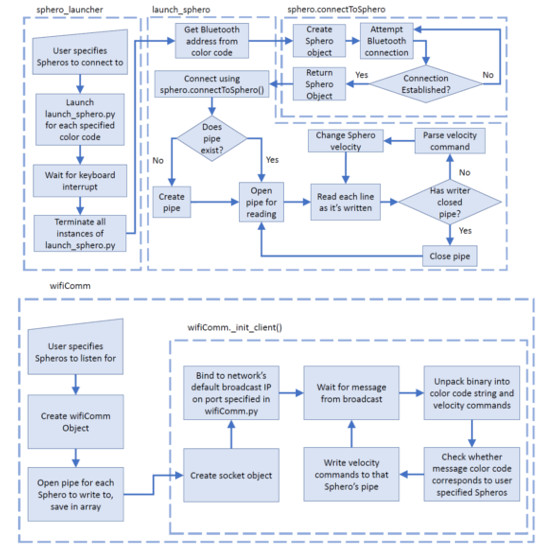 sphero_launcher
User specifies
Spheros to connect to
Launch
launch_sphero.py
for each specified
color code
Wait for keyboard
interrupt
Terminate all
instances of
launch_sphero.py
launch_sphero
Get Bluetooth
address from
color code
Connect using
sphero.connectToSphero()
Does
pipe
exist?
No
Yes
Create
pipe
Open
pipe for
reading
Read each line
as it's written
Change Sphero
velocity
Parse velocity
command
No
Has writer
closed
pipe?
Yes
Close pipe
sphero.connectToSphero
Create
Sphero
object
Attempt
Bluetooth
connection
Return
Sphero
Object
Yes
Connection
Established?
No
wifiComm
User specifies
Spheros to listen for
Create wifiComm
Object
Open pipe for each
Sphero to write to,
save in array
wifiComm._init_client()
Bind to network's
default broadcast IP
on port specified in
wifiComm.py
Wait for message
from broadcast
Unpack binary into
color code string and
velocity commands
Create socket object
Write velocity
commands to that
Sphero's pipe
Check whether
message color code
corresponds to user
specified Spheros